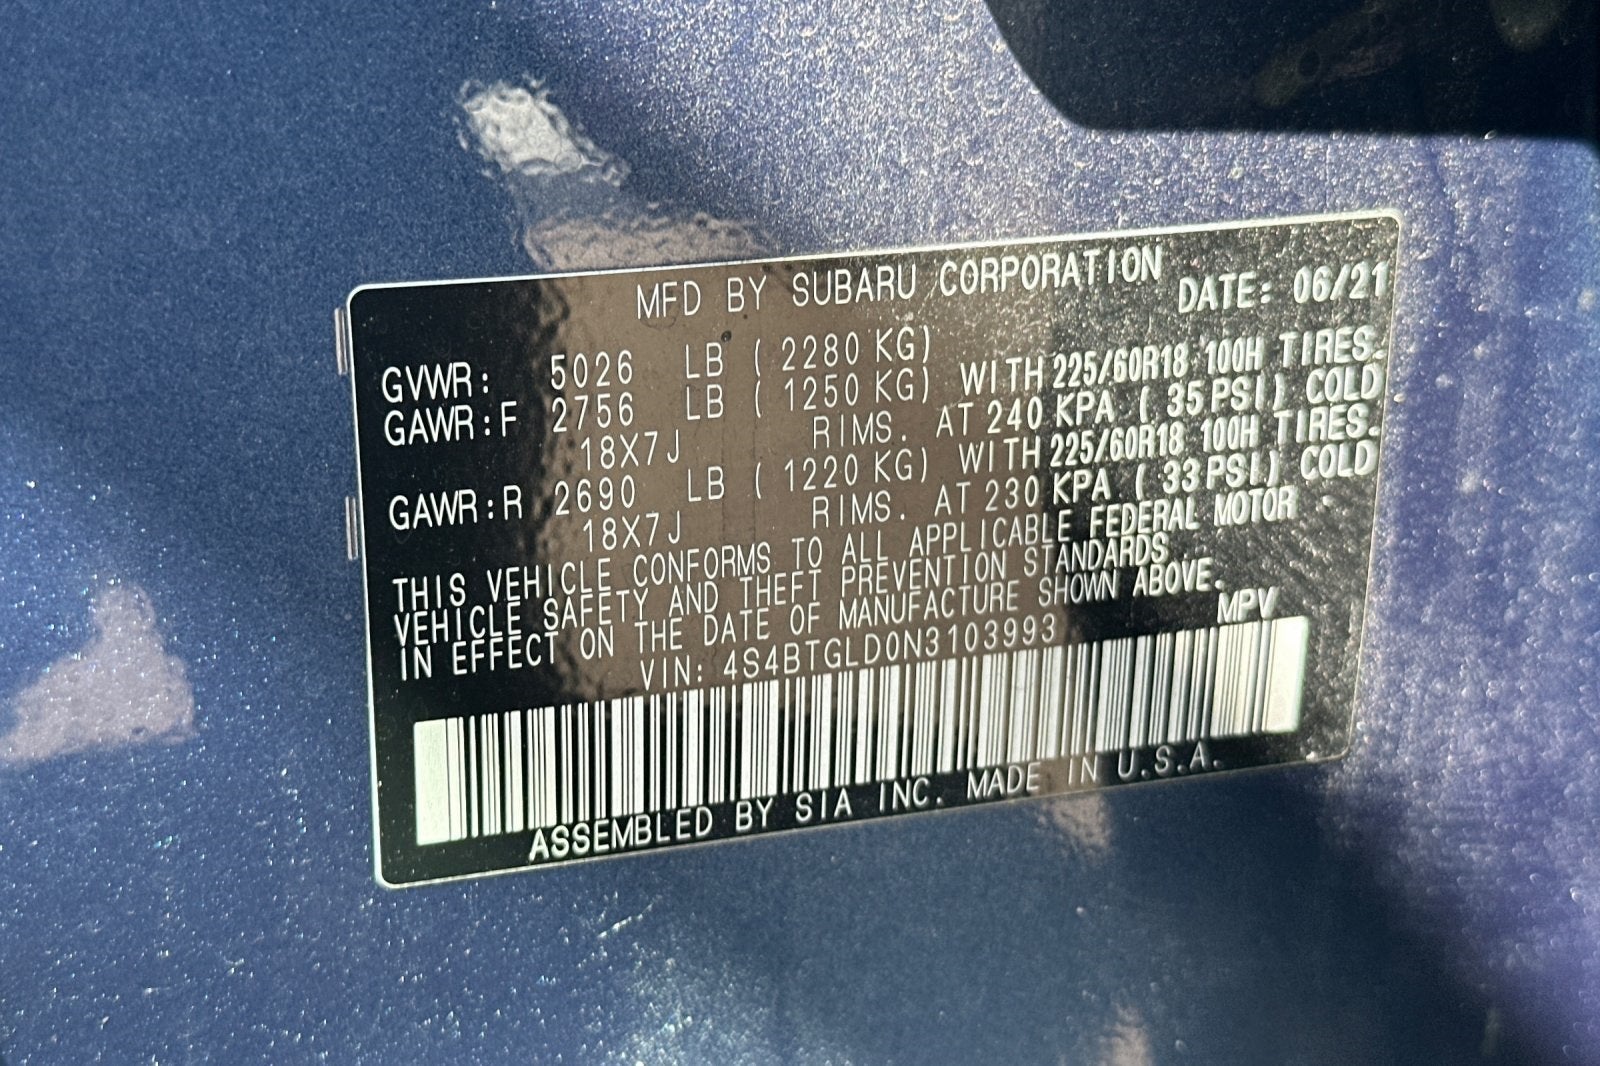 MFD BY SUBARU CORPORATION DATE: 06/21
GVWR: 5026 LB ( 2280 KG)
GAWR:F 2756 LB ( 1250 KG) WITH 225/60R18 100H TIRES.
18X7J RIMS. AT 240 KPA ( 35 PSI) COLD
GAWR:R 2690 LB ( 1220 KG) WITH 225/60R18 100H TIRES.
18X7J RIMS. AT 230 KPA ( 33 PSI) COLD
THIS VEHICLE CONFORMS TO ALL APPLICABLE FEDERAL MOTOR
VEHICLE SAFETY AND THEFT PREVENTION STANDARDS
IN EFFECT ON THE DATE OF MANUFACTURE SHOWN ABOVE.
VIN: 4S4BTGLD0N3103993 MPV
ASSEMBLED BY SIA INC. MADE IN U.S.A.